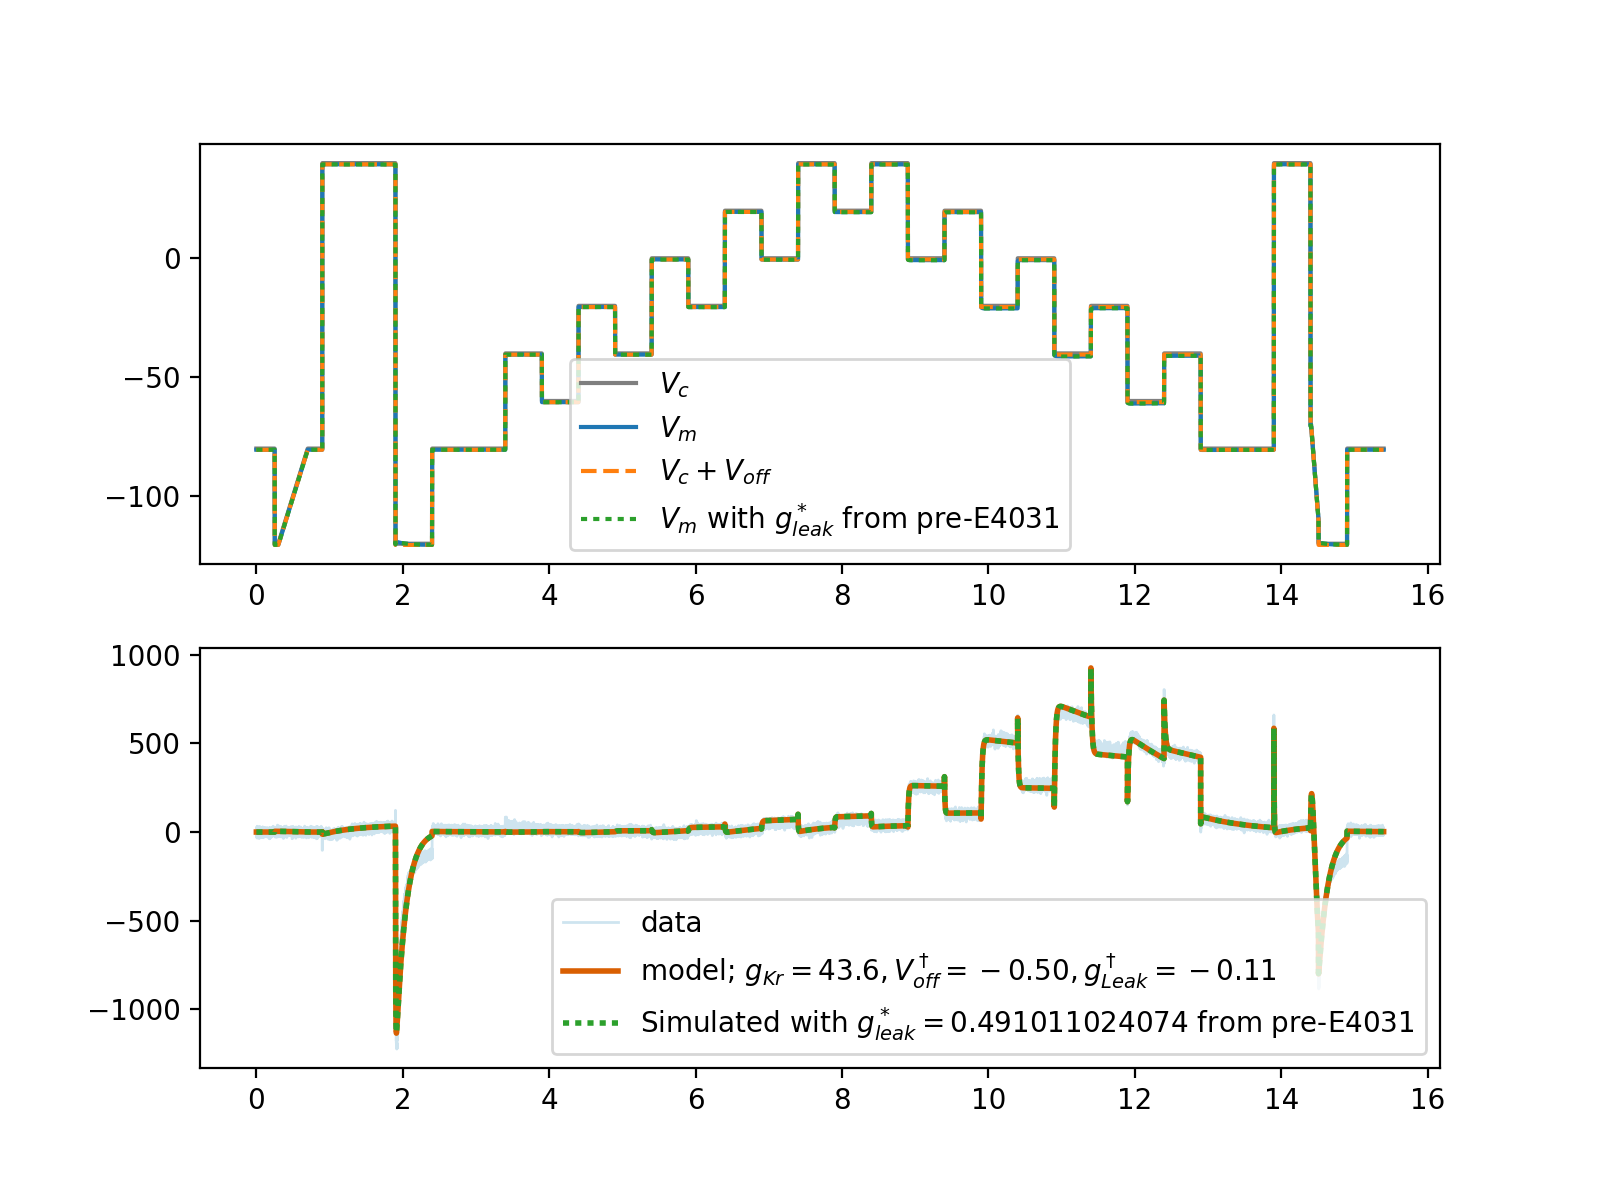 0
−50
−100
V_c
V_m
V_c + V_off
V_m with g*_leak from pre-E4031
0 2 4 6 8 10 12 14 16
1000
500
0
−500
−1000
data
model; g_Kr = 43.6, V†_off = −0.50, g†_Leak = −0.11
Simulated with g*_leak = 0.491011024074 from pre-E4031
0 2 4 6 8 10 12 14 16